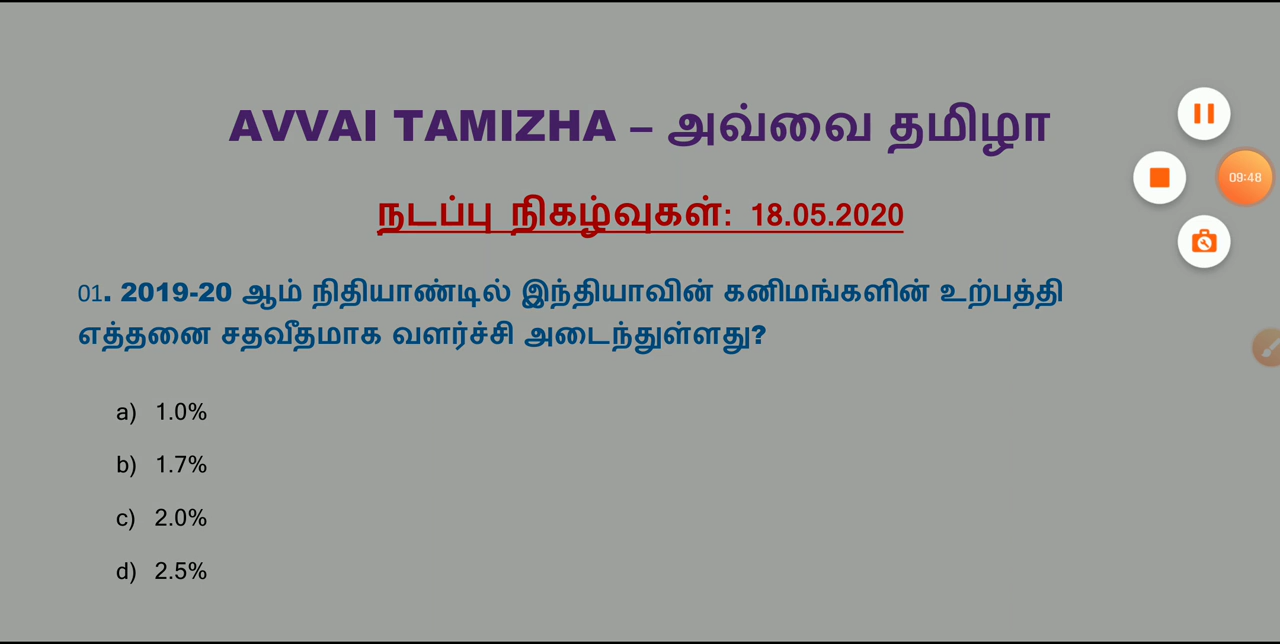 AVVAI TAMIZHA – அவ்வை தமிழா
நடப்பு நிகழ்வுகள்: 18.05.2020
01. 2019-20 ஆம் நிதியாண்டில் இந்தியாவின் கனிமங்களின் உற்பத்தி
எத்தனை சதவீதமாக வளர்ச்சி அடைந்துள்ளது?
a) 1.0%
b) 1.7%
c) 2.0%
d) 2.5%
09:48